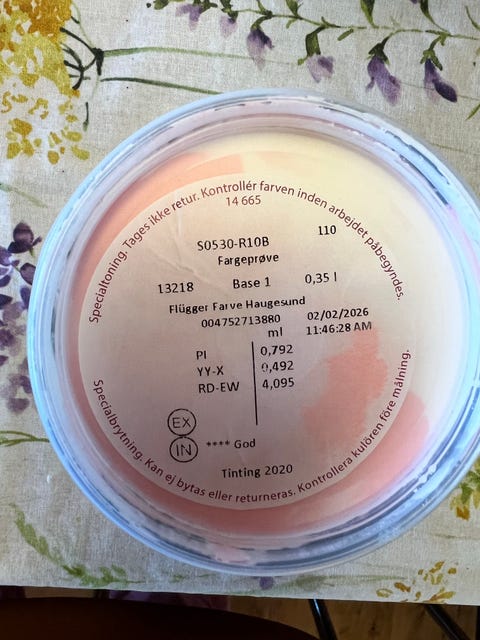 Specialtoning. Tages ikke retur. Kontrollér farven inden arbejdet påbegyndes.
14 665
110
S0530-R10B
Fargeprøve
13218 Base 1 0,35 l
Flügger Farve Haugesund
004752713880 02/02/2026
ml 11:46:28 AM
PI 0,792
YY-X 0,492
RD-EW 4,095
EX
IN **** God
Tinting 2020
Specialbrytning. Kan ej bytas eller returneras. Kontrollera kulören före målning.